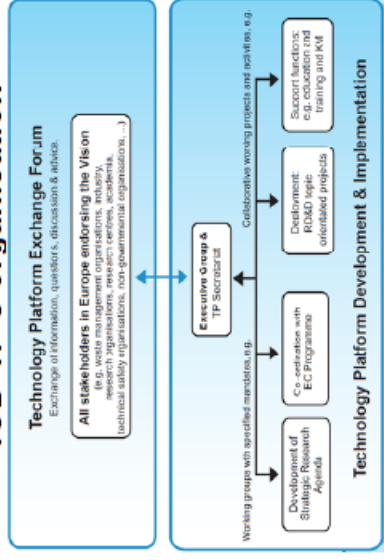 Technology Platform Exchange Forum
Exchange of information, questions, discussion & advice.
All stakeholders in Europe endorsing the Vision
(e.g. waste management organisations, industry,
research organisations, research centres, academia,
technical safety organisations, non-governmental organisations, ...)
Executive Group &
TP Secretariat
Working groups with specified mandates, e.g.
Collaborative working projects and activities, e.g.
Development of
Strategic Research
Agenda
Co-ordination with
EC Programme
Deployment:
RD&D topic
orientated projects
Support functions:
e.g. education and
training and KM
Technology Platform Development & Implementation